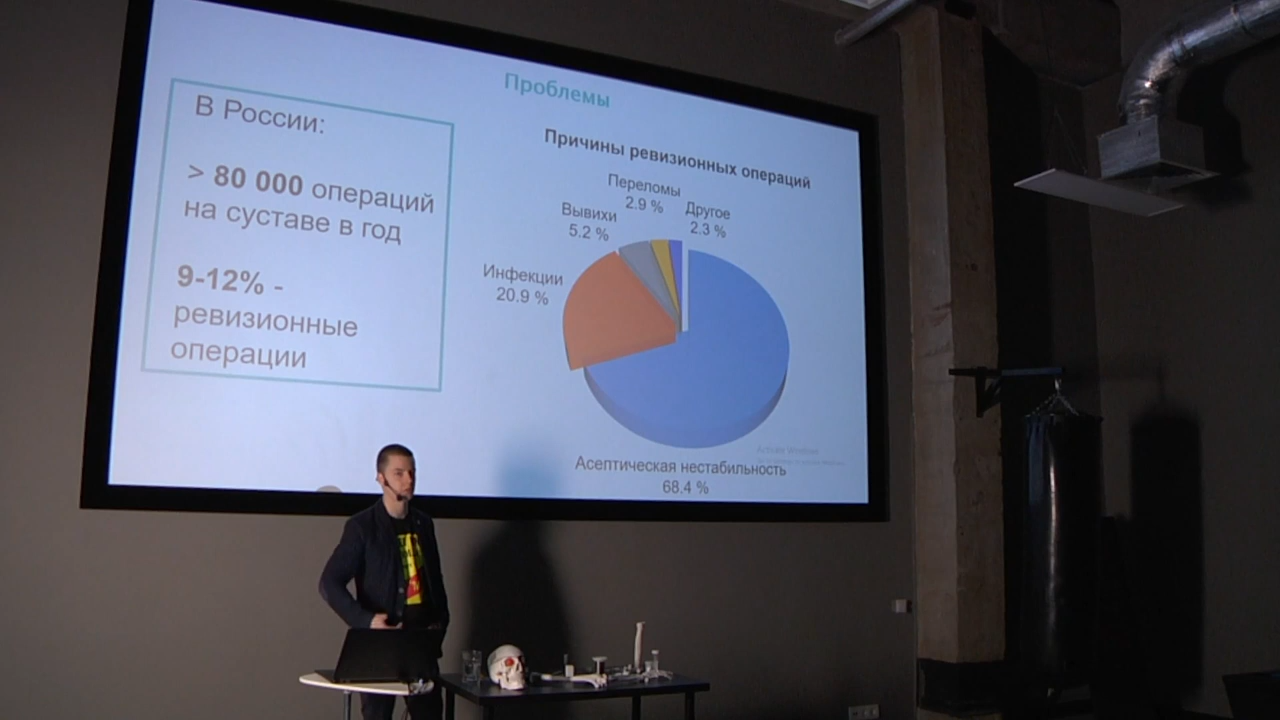 Проблемы
В России:
> 80 000 операций
на суставе в год
9-12% -
ревизионные
операции
Причины ревизионных операций
Переломы
2.9 %
Другое
2.3 %
Вывихи
5.2 %
Инфекции
20.9 %
Асептическая нестабильность
68.4 %
Activate Windows